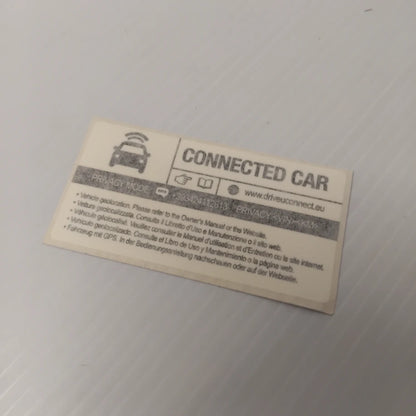 CONNECTED CAR
www.driveuconnect.eu
PRIVACY MODE
• Vehicle geolocation. Please refer to the Owner's Manual or the Website.
• Vettura geolocalizzata. Consulta il Libretto d'Uso e Manutenzione o il sito web.
• Véhicule géolocalisé. Veuillez consulter le Manuel d'utilisation et d'Entretien ou le site internet.
• Vehículo geolocalizado. Consulte el Libro de Uso y Mantenimiento o la página web.
• Fahrzeug mit GPS. In der Bedienungsanleitung nachschauen oder auf der Webseite.